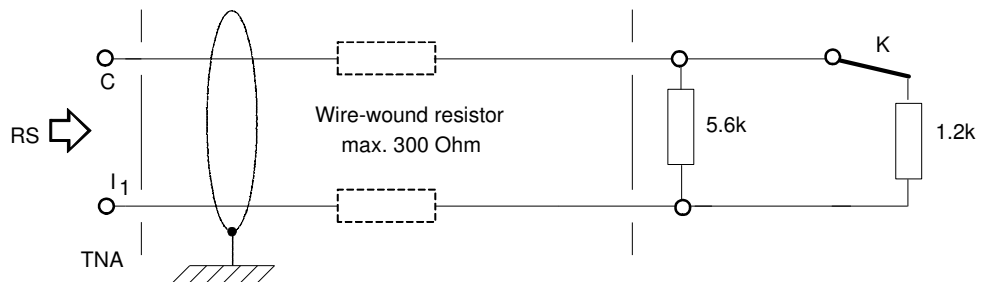 K
C
Wire-wound resistor
max. 300 Ohm
RS
5.6k
1.2k
I1
TNA